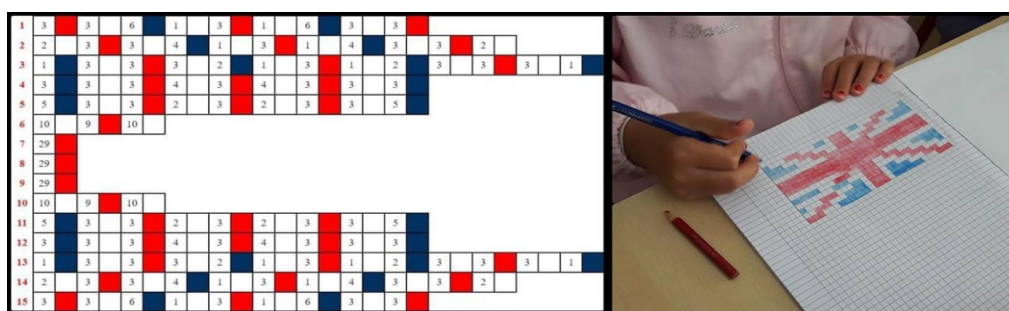 1 3 3 6 1 3 1 6 3 3
2 2 3 3 4 1 3 1 4 3 3 2
3 1 3 3 3 2 1 3 1 2 3 3 3 1
4 3 3 3 4 3 4 3 3 3
5 5 3 3 2 3 2 3 3 5
6 10 9 10
7 29
8 29
9 29
10 10 9 10
11 5 3 3 2 3 2 3 3 5
12 3 3 3 4 3 4 3 3 3
13 1 3 3 3 2 1 3 1 2 3 3 3 1
14 2 3 3 4 1 3 1 4 3 3 2
15 3 3 6 1 3 1 6 3 3